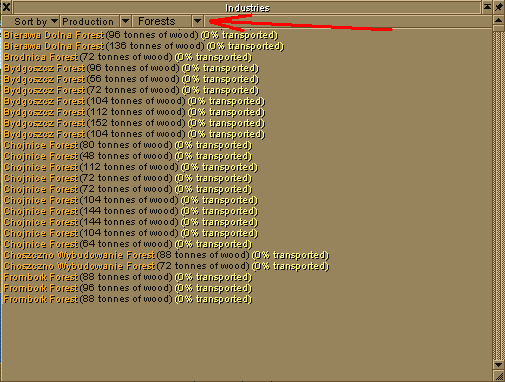 Industries
Sort by Production Forests
Bierawa Dolna Forest (96 tonnes of wood) (0% transported)
Bierawa Dolna Forest (136 tonnes of wood) (0% transported)
Brodnica Forest (72 tonnes of wood) (0% transported)
Bydgoszcz Forest (96 tonnes of wood) (0% transported)
Bydgoszcz Forest (56 tonnes of wood) (0% transported)
Bydgoszcz Forest (72 tonnes of wood) (0% transported)
Bydgoszcz Forest (104 tonnes of wood) (0% transported)
Bydgoszcz Forest (112 tonnes of wood) (0% transported)
Bydgoszcz Forest (152 tonnes of wood) (0% transported)
Bydgoszcz Forest (104 tonnes of wood) (0% transported)
Chojnice Forest (80 tonnes of wood) (0% transported)
Chojnice Forest (48 tonnes of wood) (0% transported)
Chojnice Forest (112 tonnes of wood) (0% transported)
Chojnice Forest (72 tonnes of wood) (0% transported)
Chojnice Forest (72 tonnes of wood) (0% transported)
Chojnice Forest (104 tonnes of wood) (0% transported)
Chojnice Forest (144 tonnes of wood) (0% transported)
Chojnice Forest (144 tonnes of wood) (0% transported)
Chojnice Forest (104 tonnes of wood) (0% transported)
Chojnice Forest (64 tonnes of wood) (0% transported)
Choszczno Wybudowanie Forest (88 tonnes of wood) (0% transported)
Choszczno Wybudowanie Forest (72 tonnes of wood) (0% transported)
Frombork Forest (88 tonnes of wood) (0% transported)
Frombork Forest (96 tonnes of wood) (0% transported)
Frombork Forest (88 tonnes of wood) (0% transported)